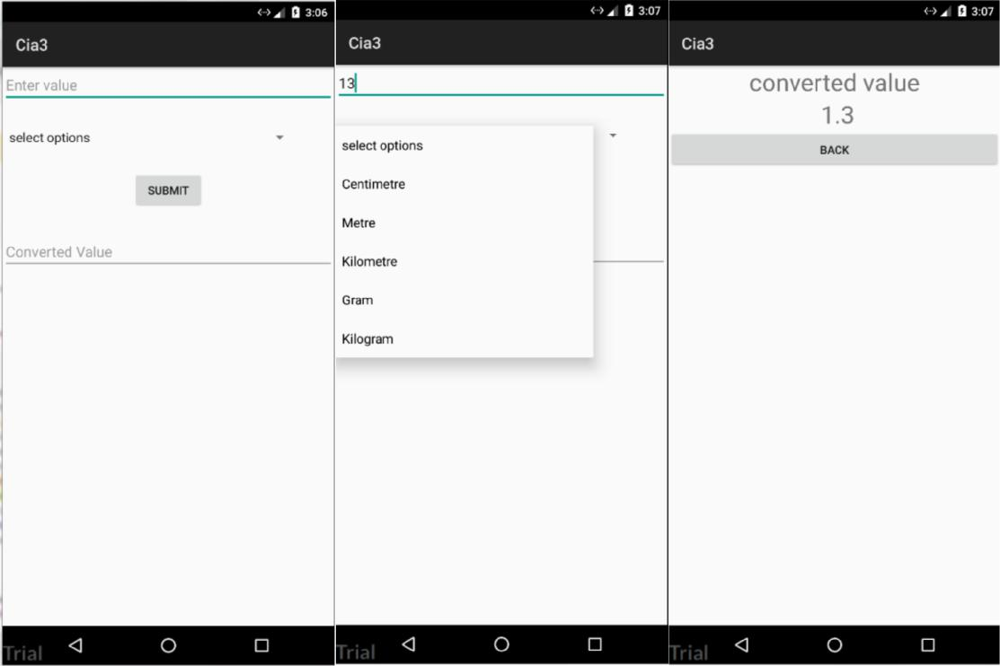 3:06
Cia3
Enter value
select options
SUBMIT
Converted Value
Trial
3:07
Cia3
13
select options
Centimetre
Metre
Kilometre
Gram
Kilogram
Trial
3:07
Cia3
converted value
1.3
BACK
Trial